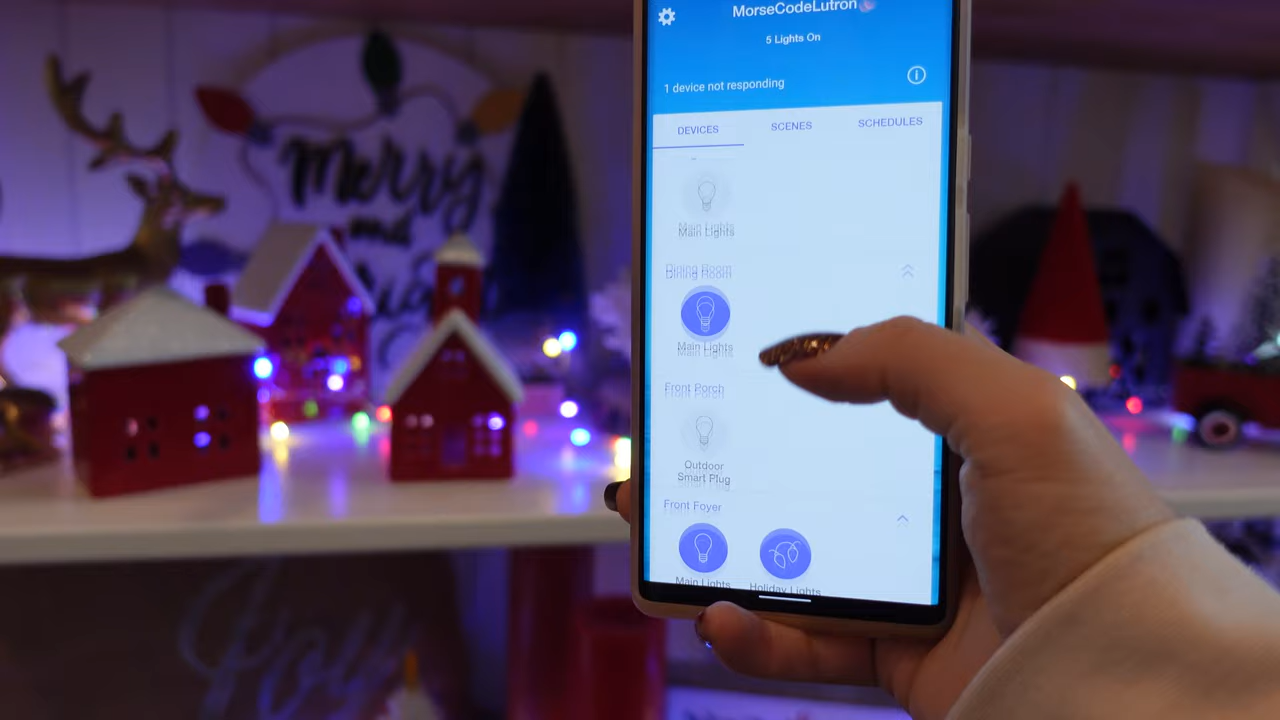 MorseCodeLutron
5 Lights On
1 device not responding
DEVICES
SCENES
SCHEDULES
Main Lights
Dining Room
Main Lights
Front Porch
Outdoor
Smart Plug
Front Foyer
Main Lights
Holiday Lights
Merry
and